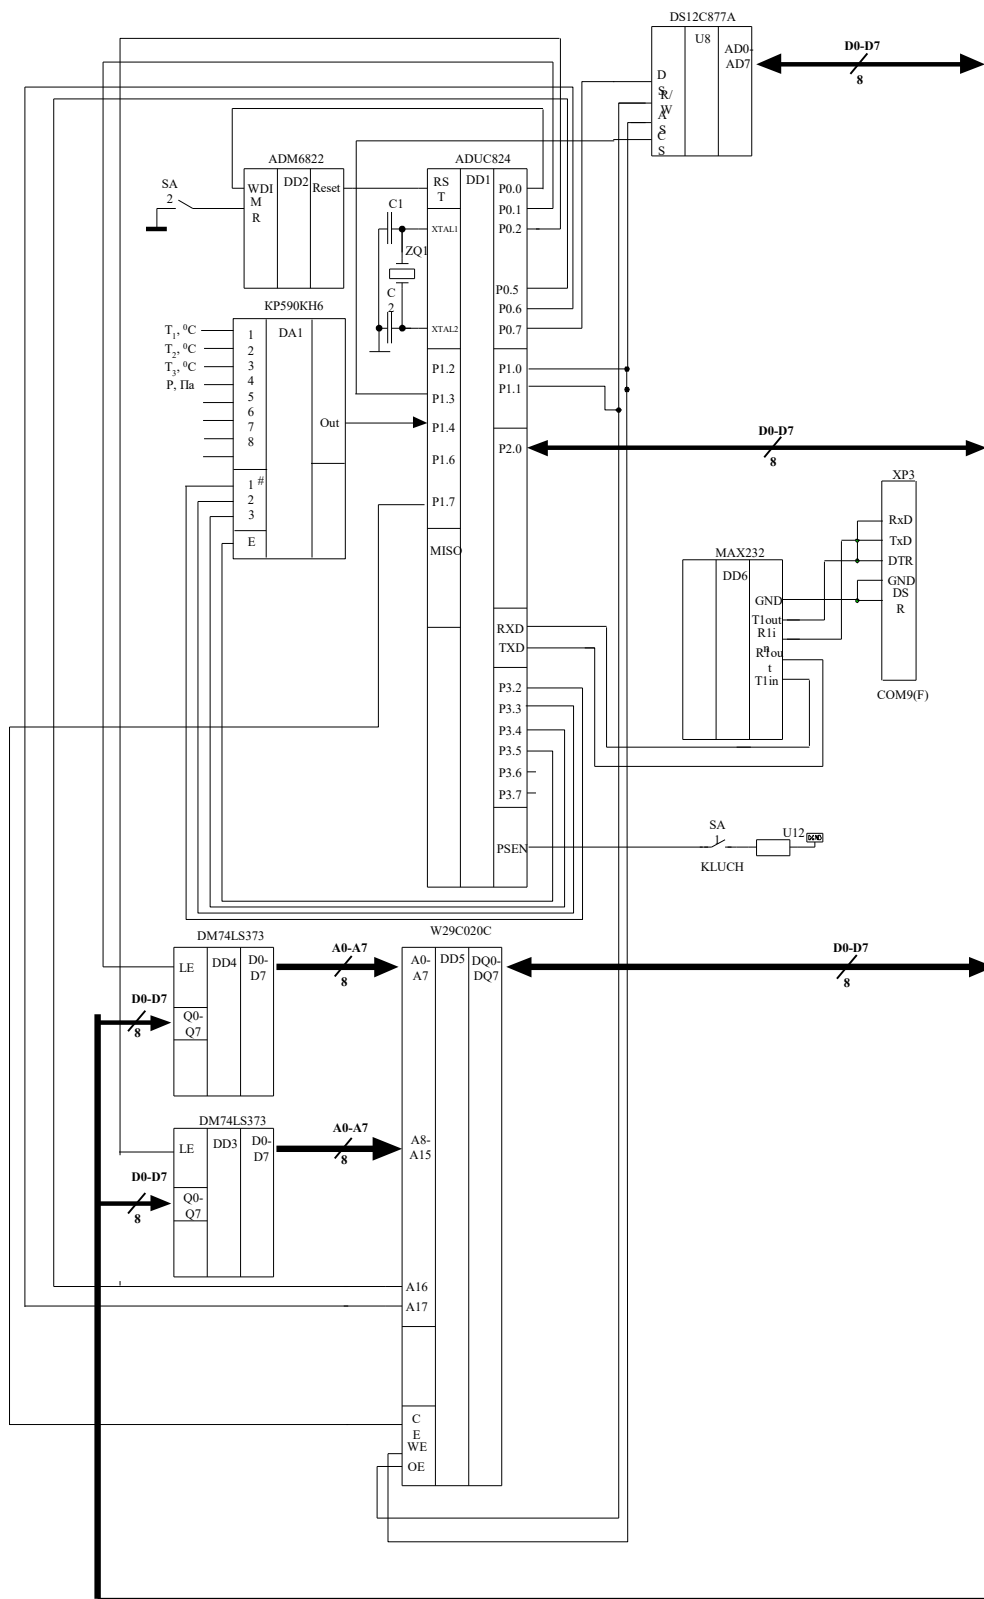 DS12C877A
U8
AD0-
AD7
D
S
R/
W
A
S
C
S
D0-D7
8
ADM6822
WDI
M
R
DD2
Reset
SA
2
ADUC824
RS
T
DD1
P0.0
P0.1
P0.2
C1
XTAL1
ZQ1
C
2
XTAL2
P0.5
P0.6
P0.7
KP590KH6
T1, ⁰C
T2, ⁰C
T3, ⁰C
P, Па
1
2
3
4
5
6
7
8
DA1
Out
1 #
2
3
E
P1.2
P1.3
P1.4
P1.6
P1.7
MISO
P1.0
P1.1
P2.0
D0-D7
8
XP3
RxD
TxD
DTR
GND
DS
R
COM9(F)
MAX232
DD6
GND
T1out
R1i
n
R1ou
t
T1in
RXD
TXD
P3.2
P3.3
P3.4
P3.5
P3.6
P3.7
PSEN
SA
1
KLUCH
U12
DGND
DM74LS373
LE
DD4
D0-
D7
Q0-
Q7
D0-D7
8
A0-A7
8
W29C020C
A0-
A7
DD5
DQ0-
DQ7
D0-D7
8
DM74LS373
LE
DD3
D0-
D7
Q0-
Q7
D0-D7
8
A0-A7
8
A8-
A15
A16
A17
C
E
WE
OE